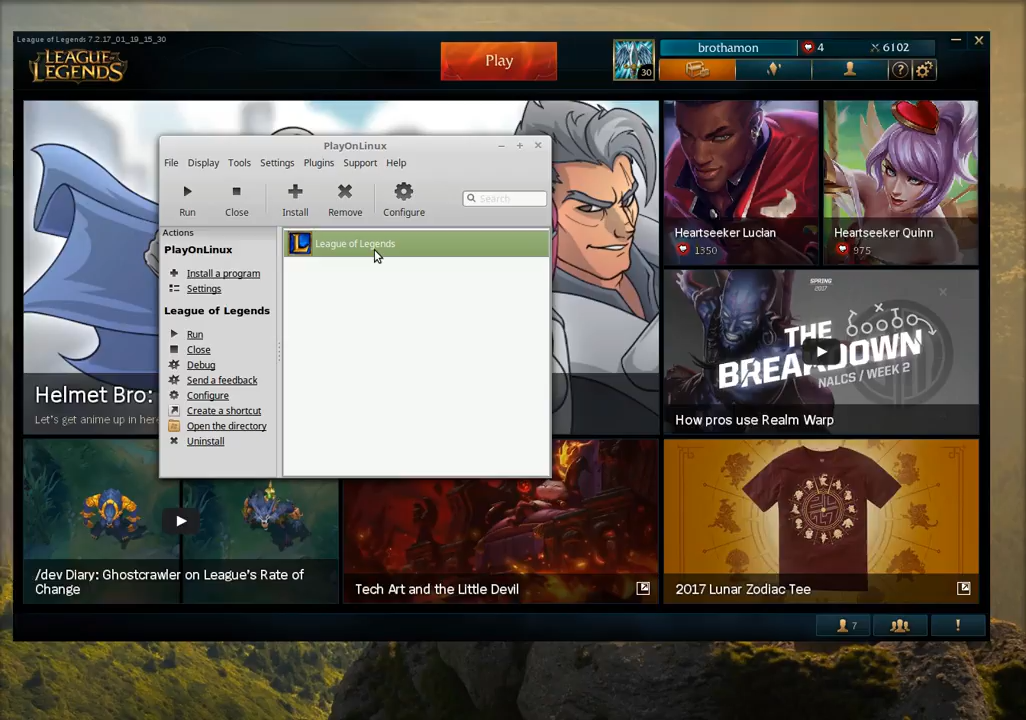 League of Legends 7.2.17_01_19_15_30
LEAGUE
OF
LEGENDS
Play
30
brothamon
4
6102
?
PlayOnLinux
File Display Tools Settings Plugins Support Help
Run Close Install Remove Configure
Search
Actions
PlayOnLinux
Install a program
Settings
League of Legends
Run
Close
Debug
Send a feedback
Configure
Create a shortcut
Open the directory
Uninstall
L League of Legends
Helmet Bro:
Let's get anime up in here
Heartseeker Lucian
1350
Heartseeker Quinn
975
SPRING
2017
THE
BREAKDOWN
NALCS / WEEK 2
How pros use Realm Warp
/dev Diary: Ghostcrawler on League's Rate of
Change
Tech Art and the Little Devil
2017 Lunar Zodiac Tee
7
!